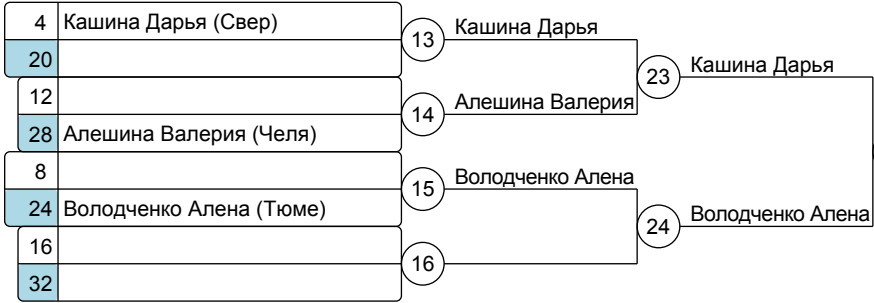 4 Кашина Дарья (Свер)
20
12
28 Алешина Валерия (Челя)
8
24 Володченко Алена (Тюме)
16
32
13 Кашина Дарья
14 Алешина Валерия
15 Володченко Алена
16
23 Кашина Дарья
24 Володченко Алена